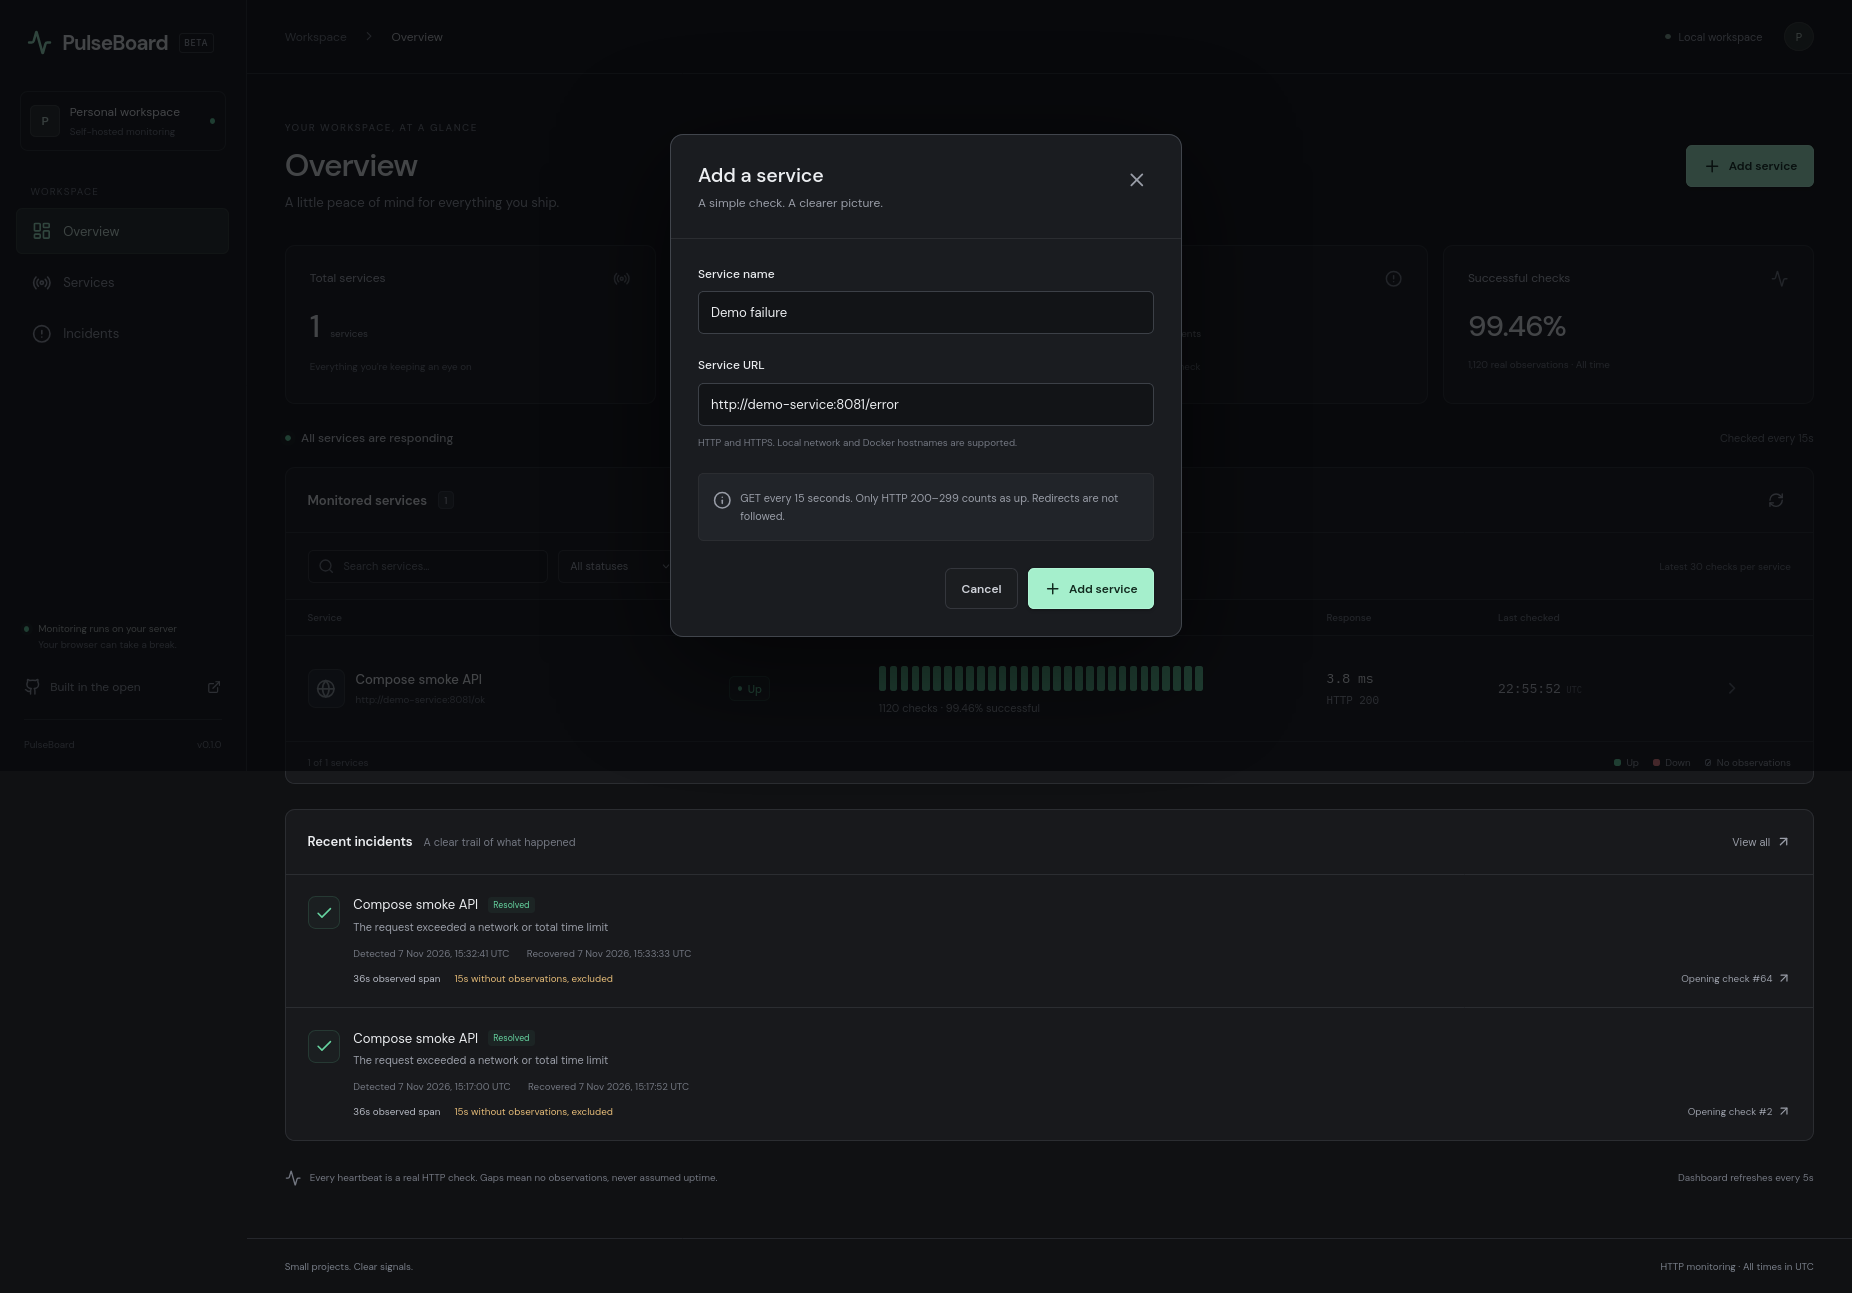 PulseBoard BETA
Workspace > Overview
Local workspace P
P Personal workspace
Self-hosted monitoring
WORKSPACE
Overview
Services
Incidents
Monitoring runs on your server
Your browser can take a break.
Built in the open
PulseBoard v0.1.0
YOUR WORKSPACE, AT A GLANCE
Overview
A little peace of mind for everything you ship.
Add service
Total services
1 services
Everything you're keeping an eye on
Successful checks
99.46%
1,120 real observations · All time
All services are responding
Checked every 15s
Monitored services 1
Search services...
All statuses
Latest 30 checks per service
Service
Response
Last checked
Compose smoke API
http://demo-service:8081/ok
Up
1120 checks · 99.46% successful
3.8 ms
HTTP 200
22:55:52 UTC
1 of 1 services
Up Down No observations
Add a service
A simple check. A clearer picture.
Service name
Demo failure
Service URL
http://demo-service:8081/error
HTTP and HTTPS. Local network and Docker hostnames are supported.
GET every 15 seconds. Only HTTP 200–299 counts as up. Redirects are not
followed.
Cancel
Add service
Recent incidents A clear trail of what happened
View all
Compose smoke API Resolved
The request exceeded a network or total time limit
Detected 7 Nov 2026, 15:32:41 UTC Recovered 7 Nov 2026, 15:33:33 UTC
36s observed span 15s without observations, excluded
Opening check #64
Compose smoke API Resolved
The request exceeded a network or total time limit
Detected 7 Nov 2026, 15:17:00 UTC Recovered 7 Nov 2026, 15:17:52 UTC
36s observed span 15s without observations, excluded
Opening check #2
Every heartbeat is a real HTTP check. Gaps mean no observations, never assumed uptime.
Dashboard refreshes every 5s
Small projects. Clear signals.
HTTP monitoring · All times in UTC